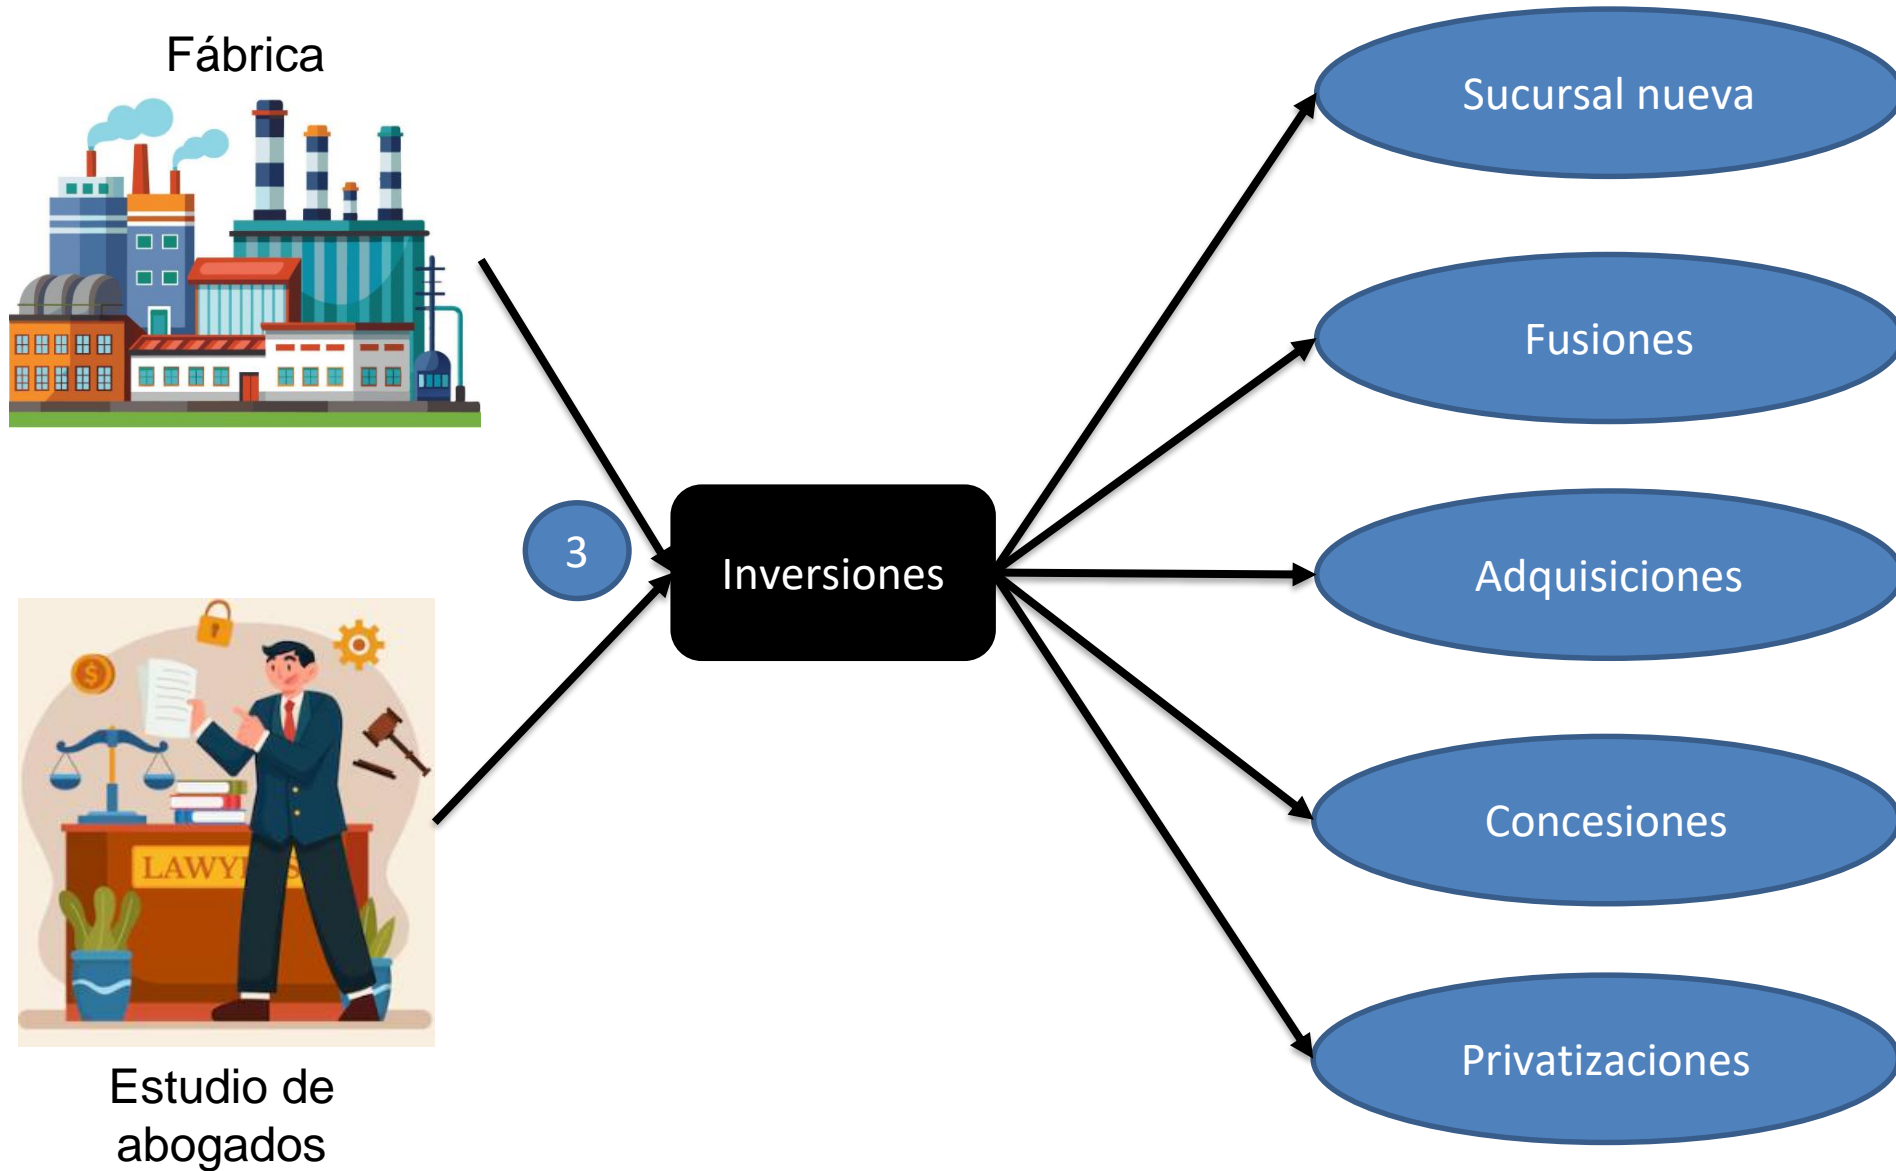 Fábrica
Sucursal nueva
Fusiones
3
Inversiones
Adquisiciones
Concesiones
Privatizaciones
$
Estudio de
abogados